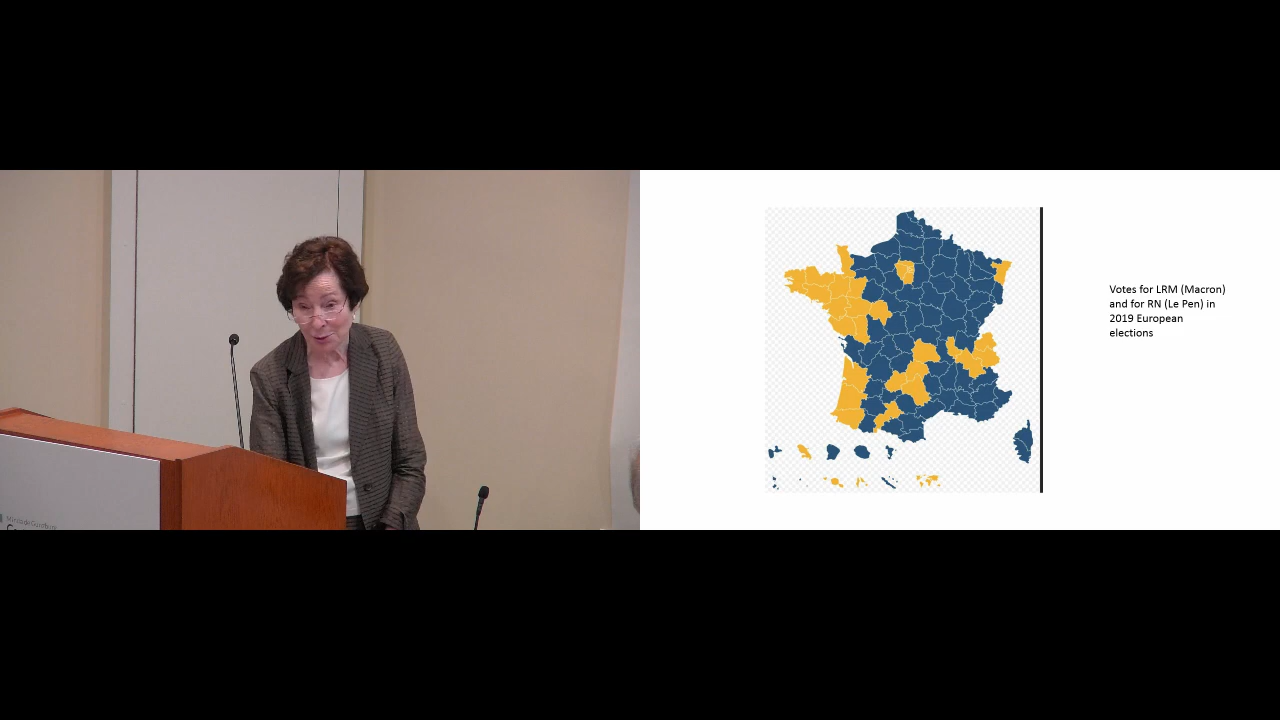 Votes for LRM (Macron)
and for RN (Le Pen) in
2019 European
elections